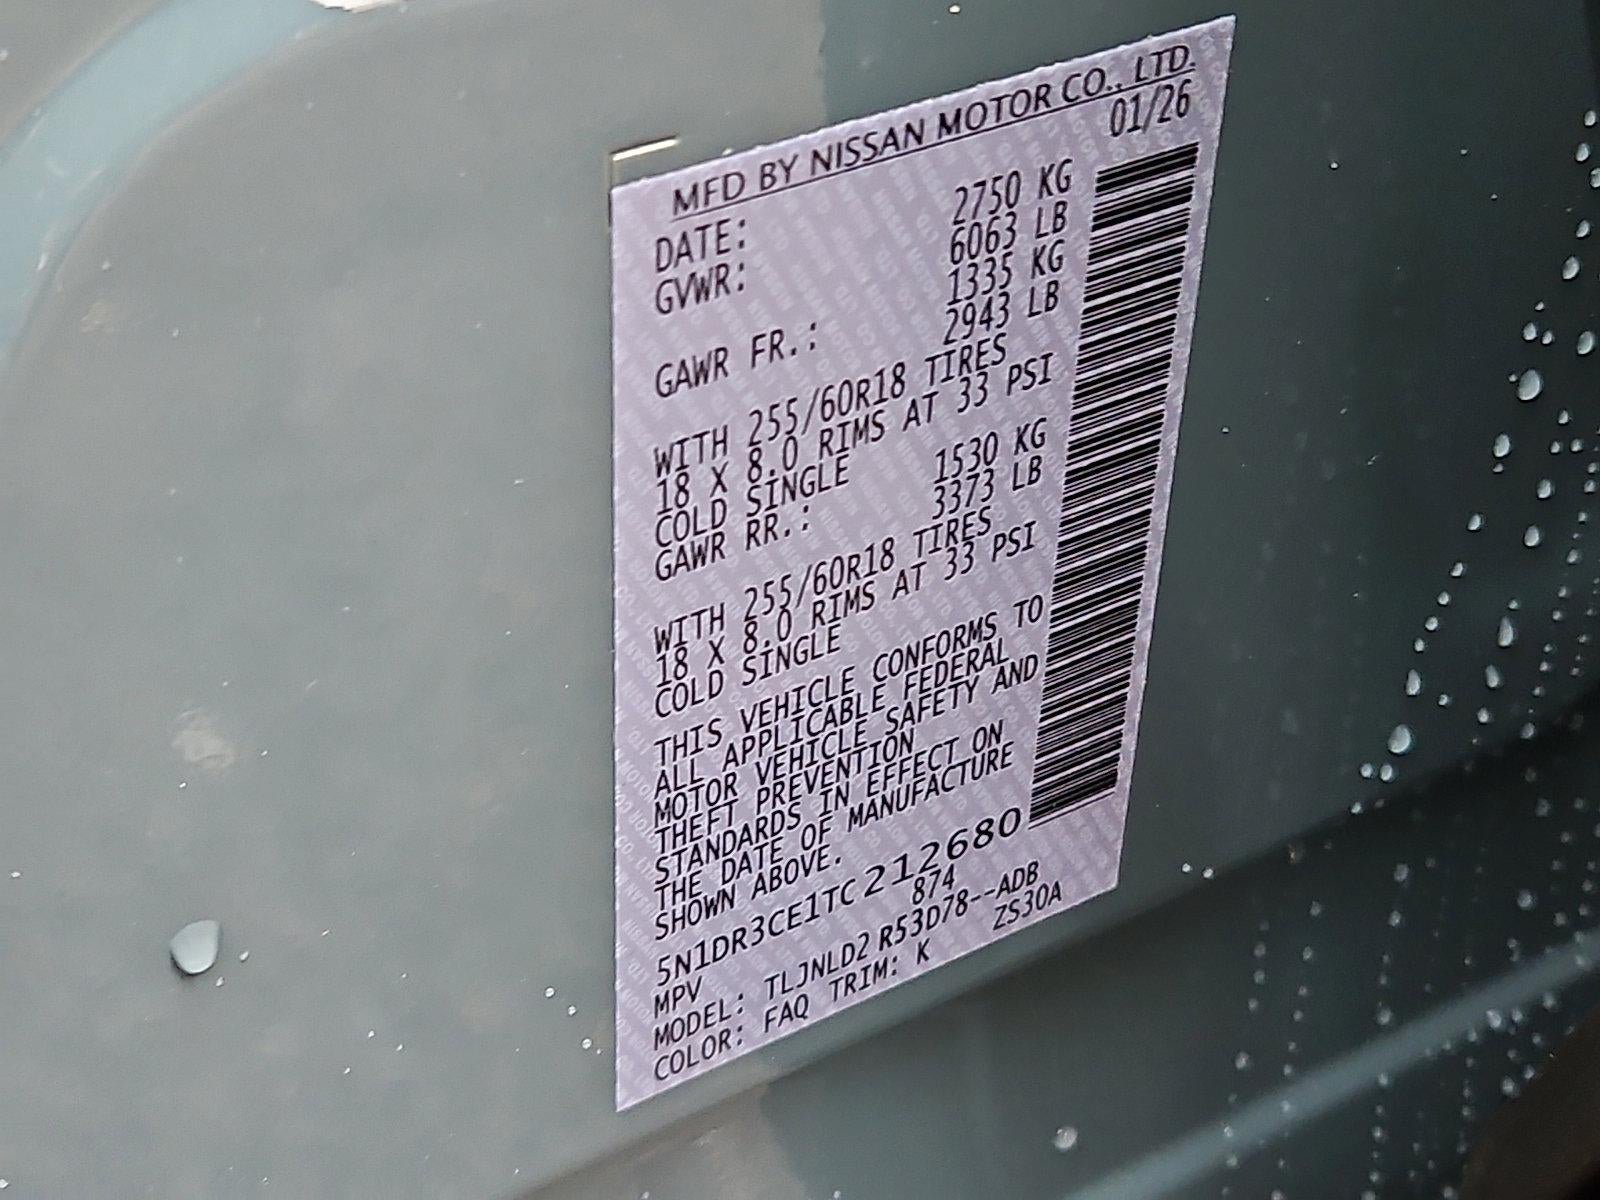 MFD BY NISSAN MOTOR CO., LTD.
DATE: 01/26
GVWR: 2750 KG
6063 LB
GAWR FR.: 1335 KG
2943 LB
WITH 255/60R18 TIRES
18 X 8.0 RIMS AT 33 PSI
COLD SINGLE
GAWR RR.: 1530 KG
3373 LB
WITH 255/60R18 TIRES
18 X 8.0 RIMS AT 33 PSI
COLD SINGLE
THIS VEHICLE CONFORMS TO
ALL APPLICABLE FEDERAL
MOTOR VEHICLE SAFETY AND
THEFT PREVENTION
STANDARDS IN EFFECT ON
THE DATE OF MANUFACTURE
SHOWN ABOVE.
5N1DR3CE1TC212680
MPV 874
MODEL: TLJNLD2 R53D78--ADB
COLOR: FAQ TRIM: K ZS30A